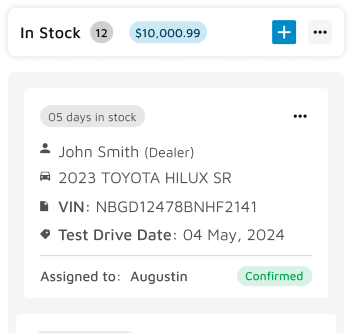 In Stock 12 $10,000.99
05 days in stock
John Smith (Dealer)
2023 TOYOTA HILUX SR
VIN: NBGD12478BNHF2141
Test Drive Date: 04 May, 2024
Assigned to: Augustin Confirmed